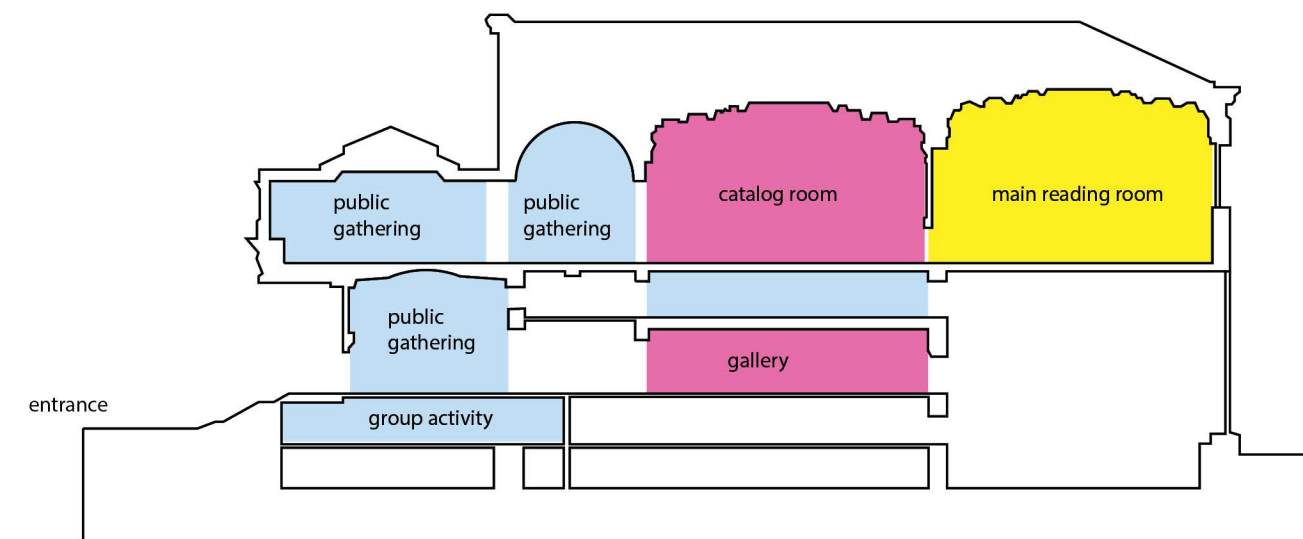 public
gathering
public
gathering
catalog room
main reading room
public
gathering
gallery
entrance
group activity